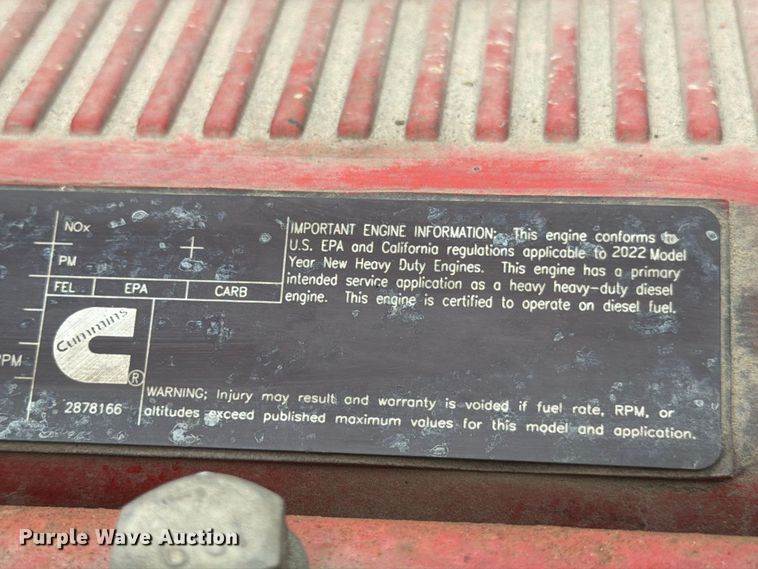 NOx
PM
FEL EPA CARB
IMPORTANT ENGINE INFORMATION: This engine conforms to
U.S. EPA and California regulations applicable to 2022 Model
Year New Heavy Duty Engines. This engine has a primary
intended service application as a heavy heavy-duty diesel
engine. This engine is certified to operate on diesel fuel.
RPM
Cummins
®
2878166
WARNING; Injury may result and warranty is voided if fuel rate, RPM, or
altitudes exceed published maximum values for this model and application.
Purple Wave Auction